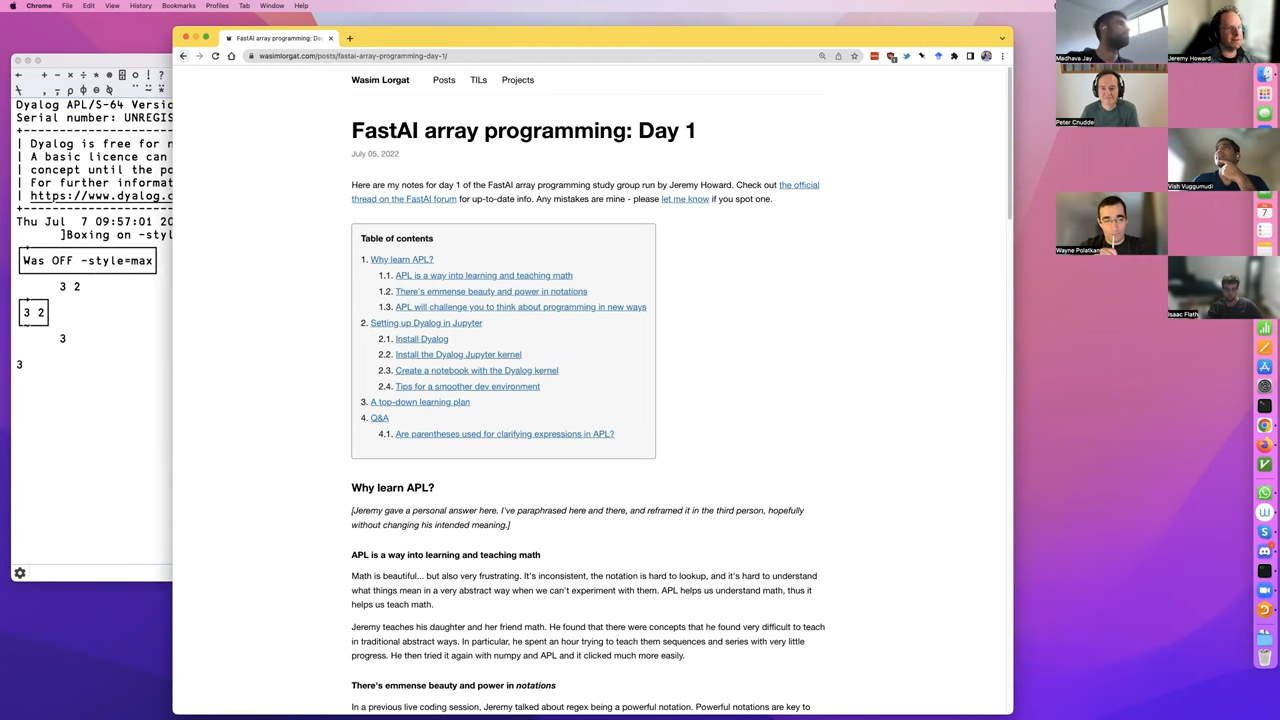 Chrome File Edit View History Bookmarks Profiles Tab Window Help
FastAI array programming: Da
wasimlorgat.com/posts/fastai-array-programming-day-1/
Wasim Lorgat Posts TILs Projects
FastAI array programming: Day 1
July 05, 2022
Here are my notes for day 1 of the FastAI array programming study group run by Jeremy Howard. Check out the official
thread on the FastAI forum for up-to-date info. Any mistakes are mine - please let me know if you spot one.
Table of contents
1. Why learn APL?
1.1. APL is a way into learning and teaching math
1.2. There's emmense beauty and power in notations
1.3. APL will challenge you to think about programming in new ways
2. Setting up Dyalog in Jupyter
2.1. Install Dyalog
2.2. Install the Dyalog Jupyter kernel
2.3. Create a notebook with the Dyalog kernel
2.4. Tips for a smoother dev environment
3. A top-down learning plan
4. Q&A
4.1. Are parentheses used for clarifying expressions in APL?
Why learn APL?
[Jeremy gave a personal answer here. I've paraphrased here and there, and reframed it in the third person, hopefully
without changing his intended meaning.]
APL is a way into learning and teaching math
Math is beautiful... but also very frustrating. It's inconsistent, the notation is hard to lookup, and it's hard to understand
what things mean in a very abstract way when we can't experiment with them. APL helps us understand math, thus it
helps us teach math.
Jeremy teaches his daughter and her friend math. He found that there were concepts that he found very difficult to teach
in traditional abstract ways. In particular, he spent an hour trying to teach them sequences and series with very little
progress. He then tried it again with numpy and APL and it clicked much more easily.
There's emmense beauty and power in notations
In a previous live coding session, Jeremy talked about regex being a powerful notation. Powerful notations are key to
← + - × ÷ * ⍟ ⌹ ○ ! ?
Dyalog APL/S-64 Versio
Serial number: UNREGIS
+---------------------
| Dyalog is free for n
| A basic licence can
| concept until the po
| For further informat
| https://www.dyalog.c
+---------------------
Thu Jul 7 09:57:01 20
]Boxing on -styl
Was OFF -style=max
3 2
3 2
3
3
Madhava Jay
Jeremy Howard
Peter Cnudde
Vish Vuggumudi
Wayne Polatkan
Isaac Flath
7